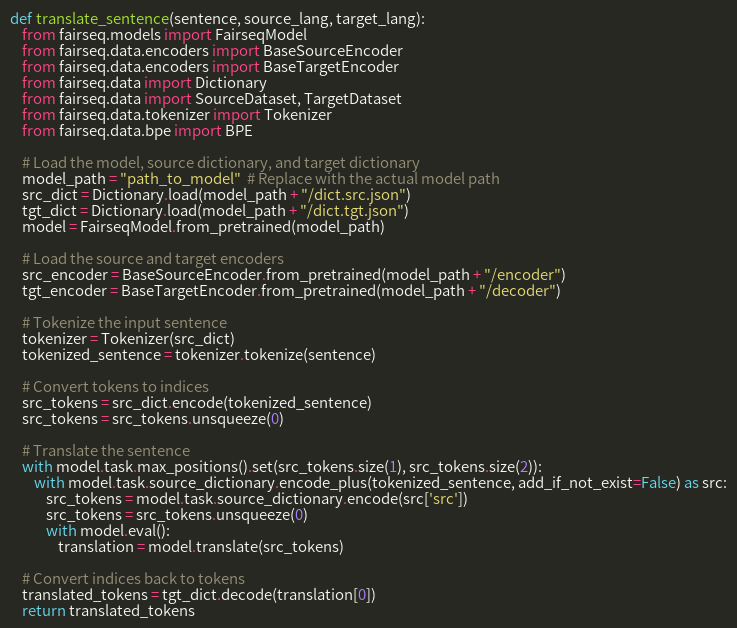 def translate_sentence(sentence, source_lang, target_lang):
    from fairseq.models import FairseqModel
    from fairseq.data.encoders import BaseSourceEncoder
    from fairseq.data.encoders import BaseTargetEncoder
    from fairseq.data import Dictionary
    from fairseq.data import SourceDataset, TargetDataset
    from fairseq.data.tokenizer import Tokenizer
    from fairseq.data.bpe import BPE

    # Load the model, source dictionary, and target dictionary
    model_path = "path_to_model"  # Replace with the actual model path
    src_dict = Dictionary.load(model_path + "/dict.src.json")
    tgt_dict = Dictionary.load(model_path + "/dict.tgt.json")
    model = FairseqModel.from_pretrained(model_path)

    # Load the source and target encoders
    src_encoder = BaseSourceEncoder.from_pretrained(model_path + "/encoder")
    tgt_encoder = BaseTargetEncoder.from_pretrained(model_path + "/decoder")

    # Tokenize the input sentence
    tokenizer = Tokenizer(src_dict)
    tokenized_sentence = tokenizer.tokenize(sentence)

    # Convert tokens to indices
    src_tokens = src_dict.encode(tokenized_sentence)
    src_tokens = src_tokens.unsqueeze(0)

    # Translate the sentence
    with model.task.max_positions().set(src_tokens.size(1), src_tokens.size(2)):
        with model.task.source_dictionary.encode_plus(tokenized_sentence, add_if_not_exist=False) as src:
            src_tokens = model.task.source_dictionary.encode(src['src'])
            src_tokens = src_tokens.unsqueeze(0)
            with model.eval():
                translation = model.translate(src_tokens)

    # Convert indices back to tokens
    translated_tokens = tgt_dict.decode(translation[0])
    return translated_tokens